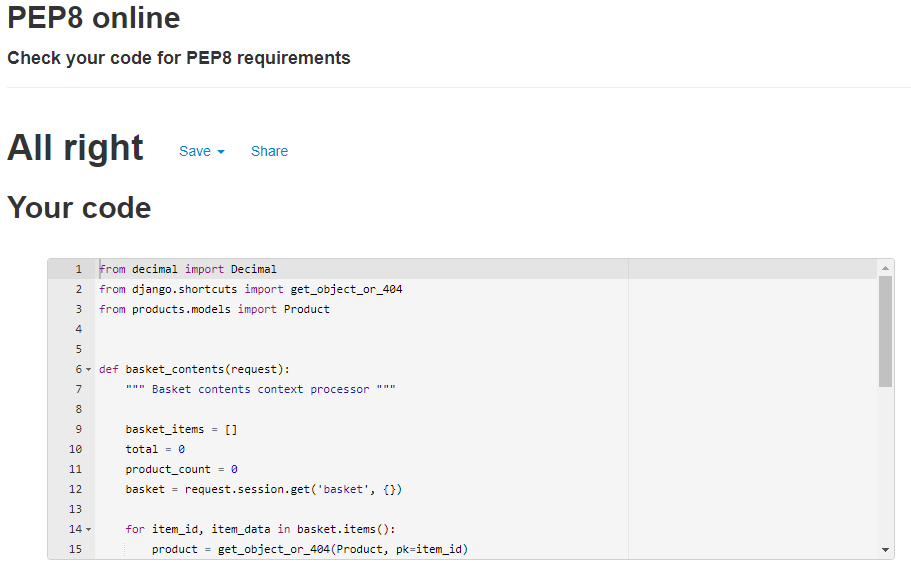 PEP8 online
Check your code for PEP8 requirements
All right Save Share
Your code
1 from decimal import Decimal
2 from django.shortcuts import get_object_or_404
3 from products.models import Product
4
5
6 def basket_contents(request):
7     """ Basket contents context processor """
8
9     basket_items = []
10     total = 0
11     product_count = 0
12     basket = request.session.get('basket', {})
13
14     for item_id, item_data in basket.items():
15         product = get_object_or_404(Product, pk=item_id)